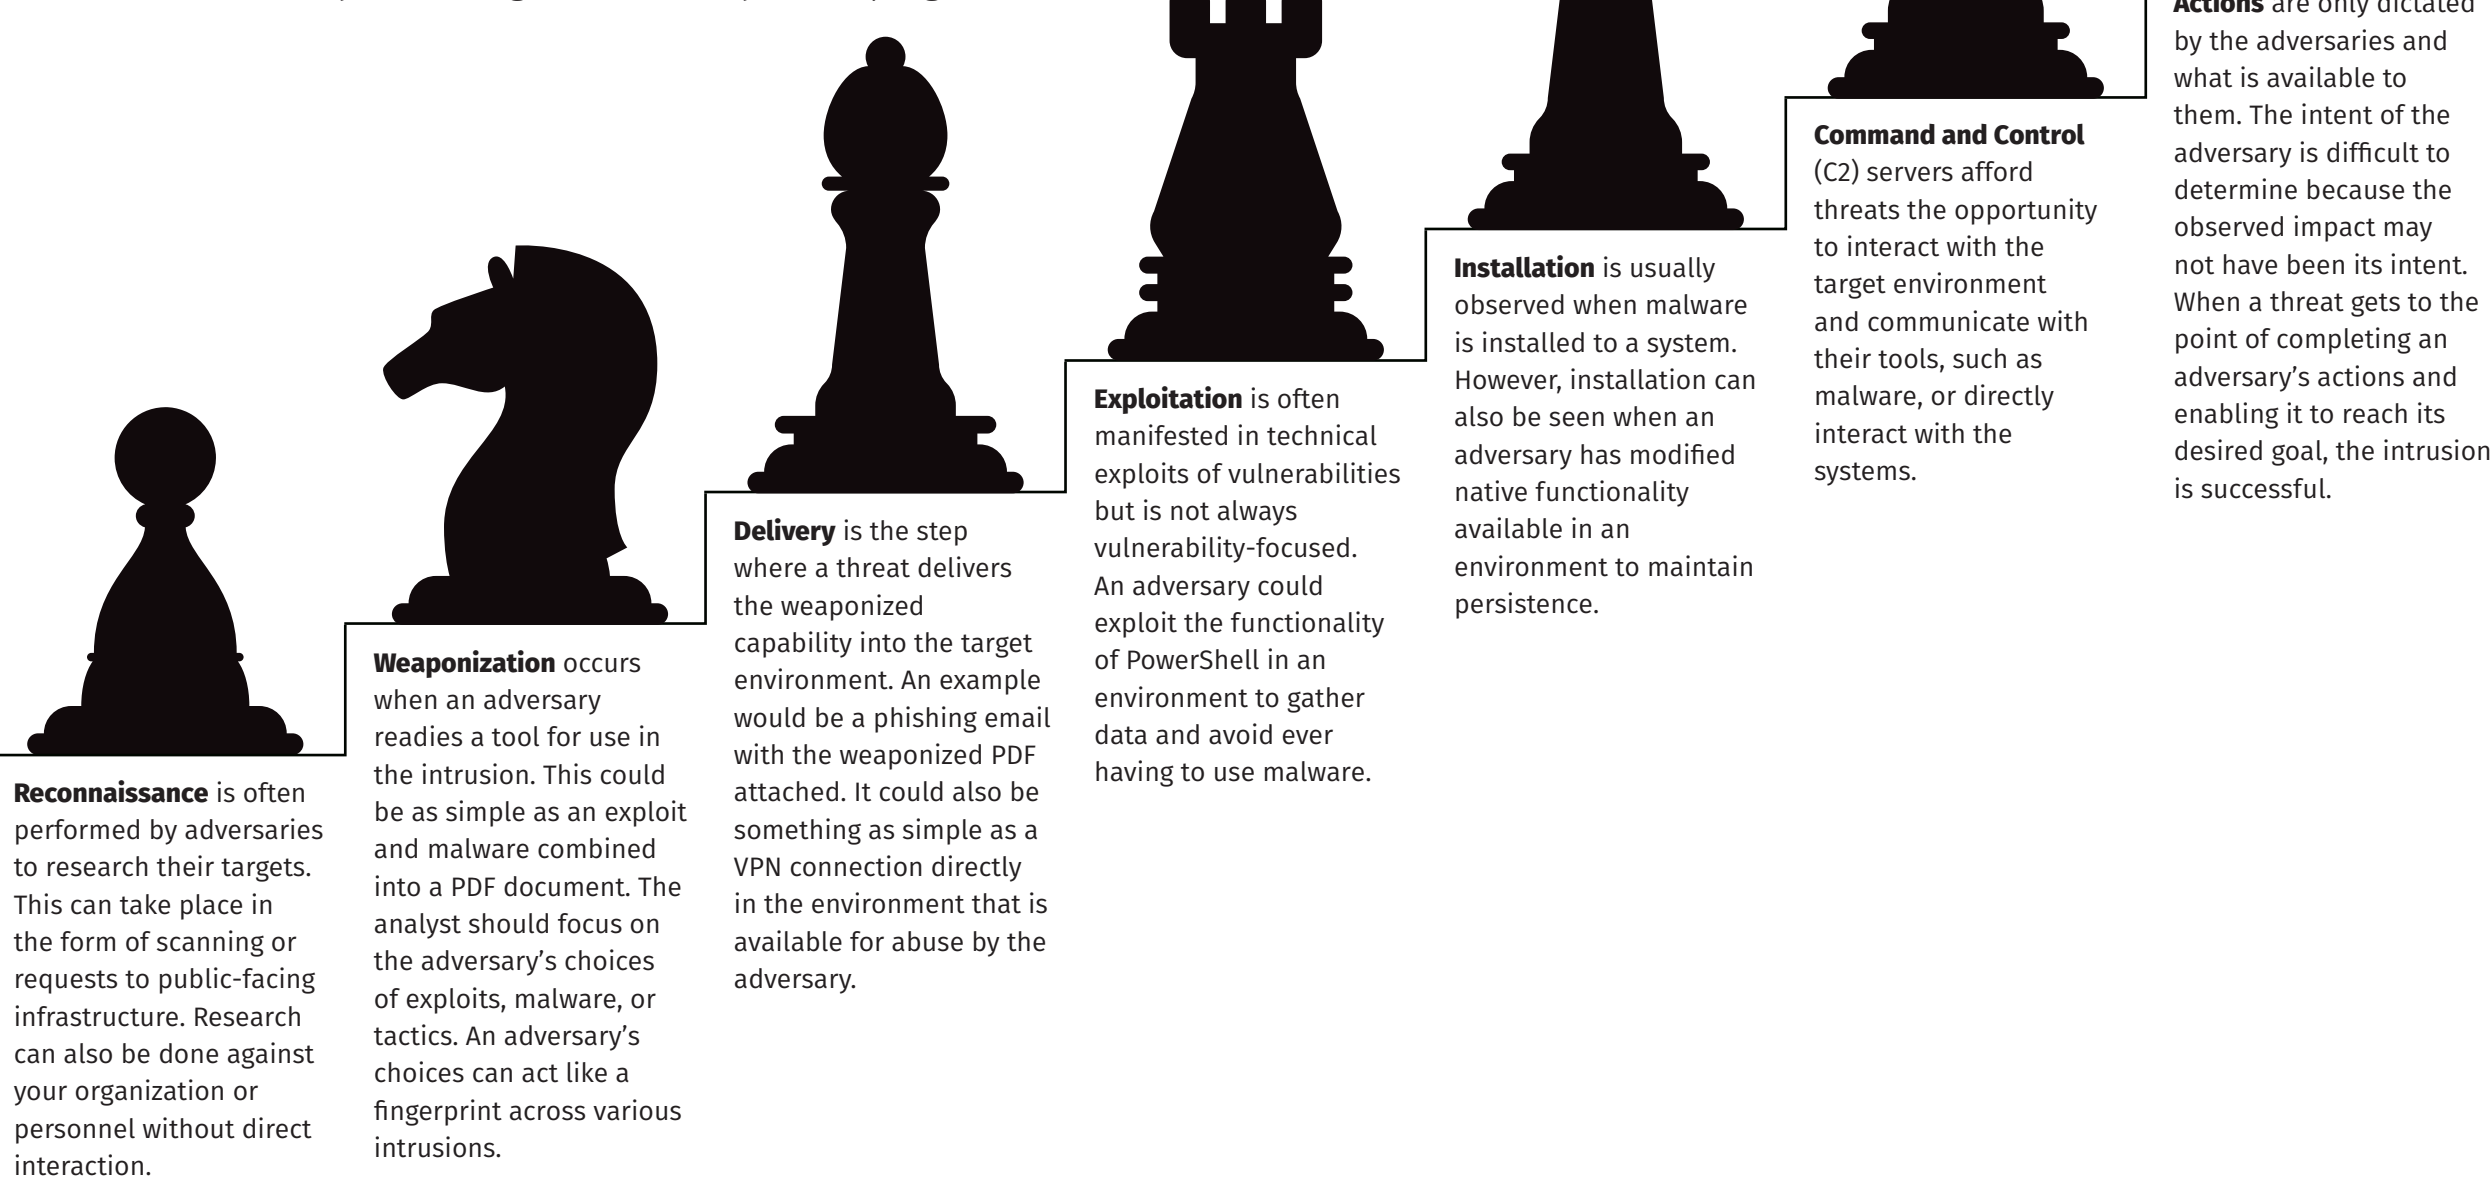 Reconnaissance is often
performed by adversaries
to research their targets.
This can take place in
the form of scanning or
requests to public-facing
infrastructure. Research
can also be done against
your organization or
personnel without direct
interaction.
Weaponization occurs
when an adversary
readies a tool for use in
the intrusion. This could
be as simple as an exploit
and malware combined
into a PDF document. The
analyst should focus on
the adversary’s choices
of exploits, malware, or
tactics. An adversary’s
choices can act like a
fingerprint across various
intrusions.
Delivery is the step
where a threat delivers
the weaponized
capability into the target
environment. An example
would be a phishing email
with the weaponized PDF
attached. It could also be
something as simple as a
VPN connection directly
in the environment that is
available for abuse by the
adversary.
Exploitation is often
manifested in technical
exploits of vulnerabilities
but is not always
vulnerability-focused.
An adversary could
exploit the functionality
of PowerShell in an
environment to gather
data and avoid ever
having to use malware.
Installation is usually
observed when malware
is installed to a system.
However, installation can
also be seen when an
adversary has modified
native functionality
available in an
environment to maintain
persistence.
Command and Control
(C2) servers afford
threats the opportunity
to interact with the
target environment
and communicate with
their tools, such as
malware, or directly
interact with the
systems.
Actions are only dictated
by the adversaries and
what is available to
them. The intent of the
adversary is difficult to
determine because the
observed impact may
not have been its intent.
When a threat gets to the
point of completing an
adversary’s actions and
enabling it to reach its
desired goal, the intrusion
is successful.